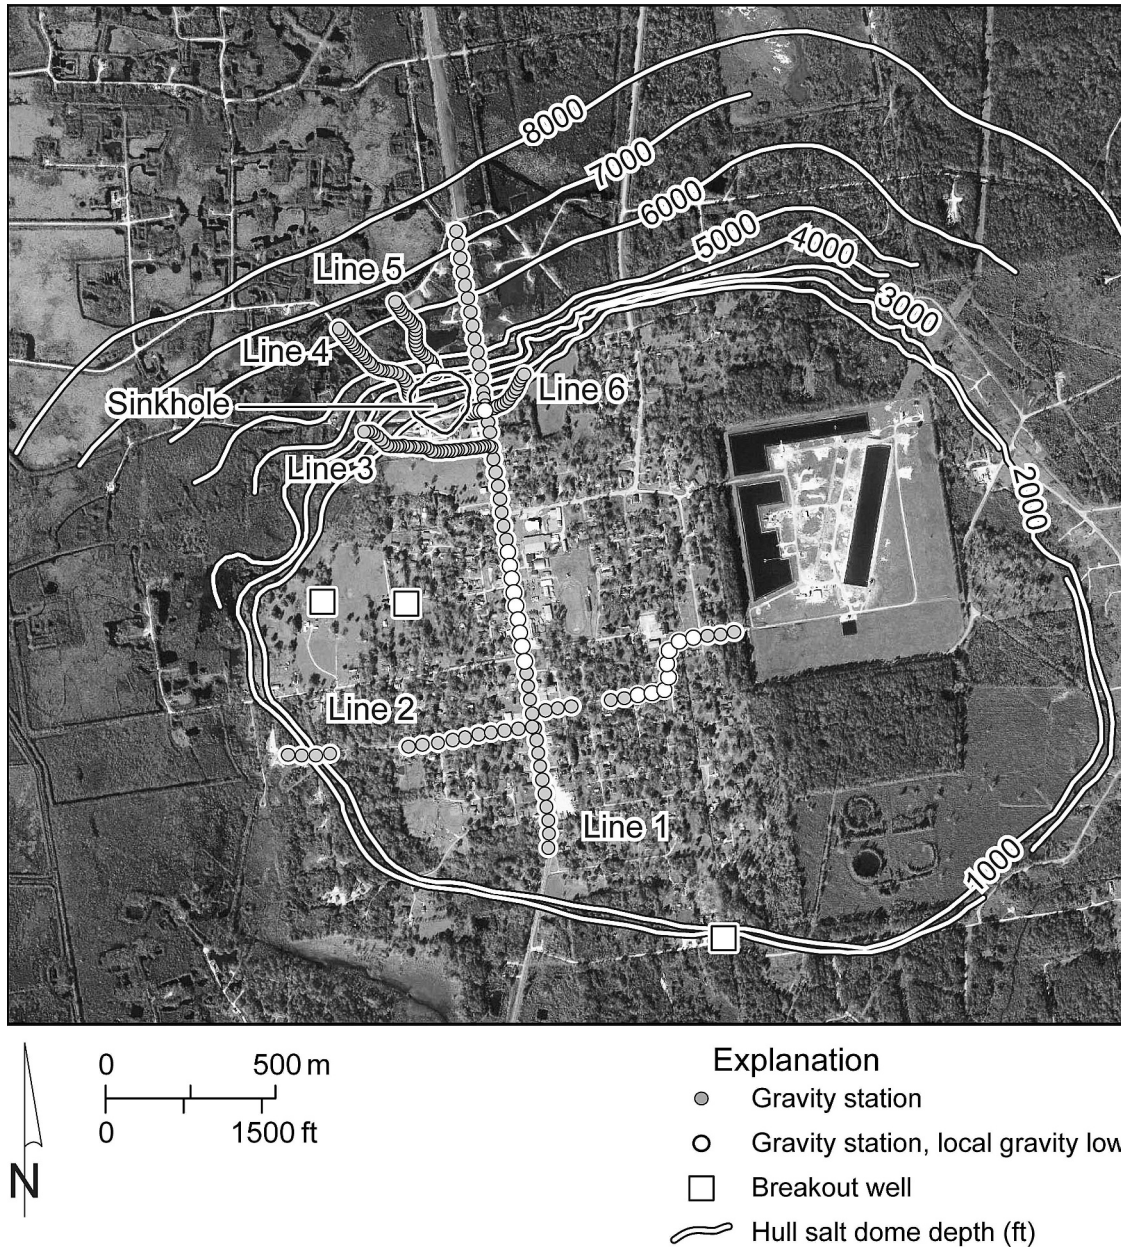 8000
7000
6000
5000
4000
3000
Line 5
Line 4
Line 6
Sinkhole
Line 3
2000
Line 2
Line 1
1000
0 500 m
0 1500 ft
N
Explanation
Gravity station
Gravity station, local gravity low
Breakout well
Hull salt dome depth (ft)